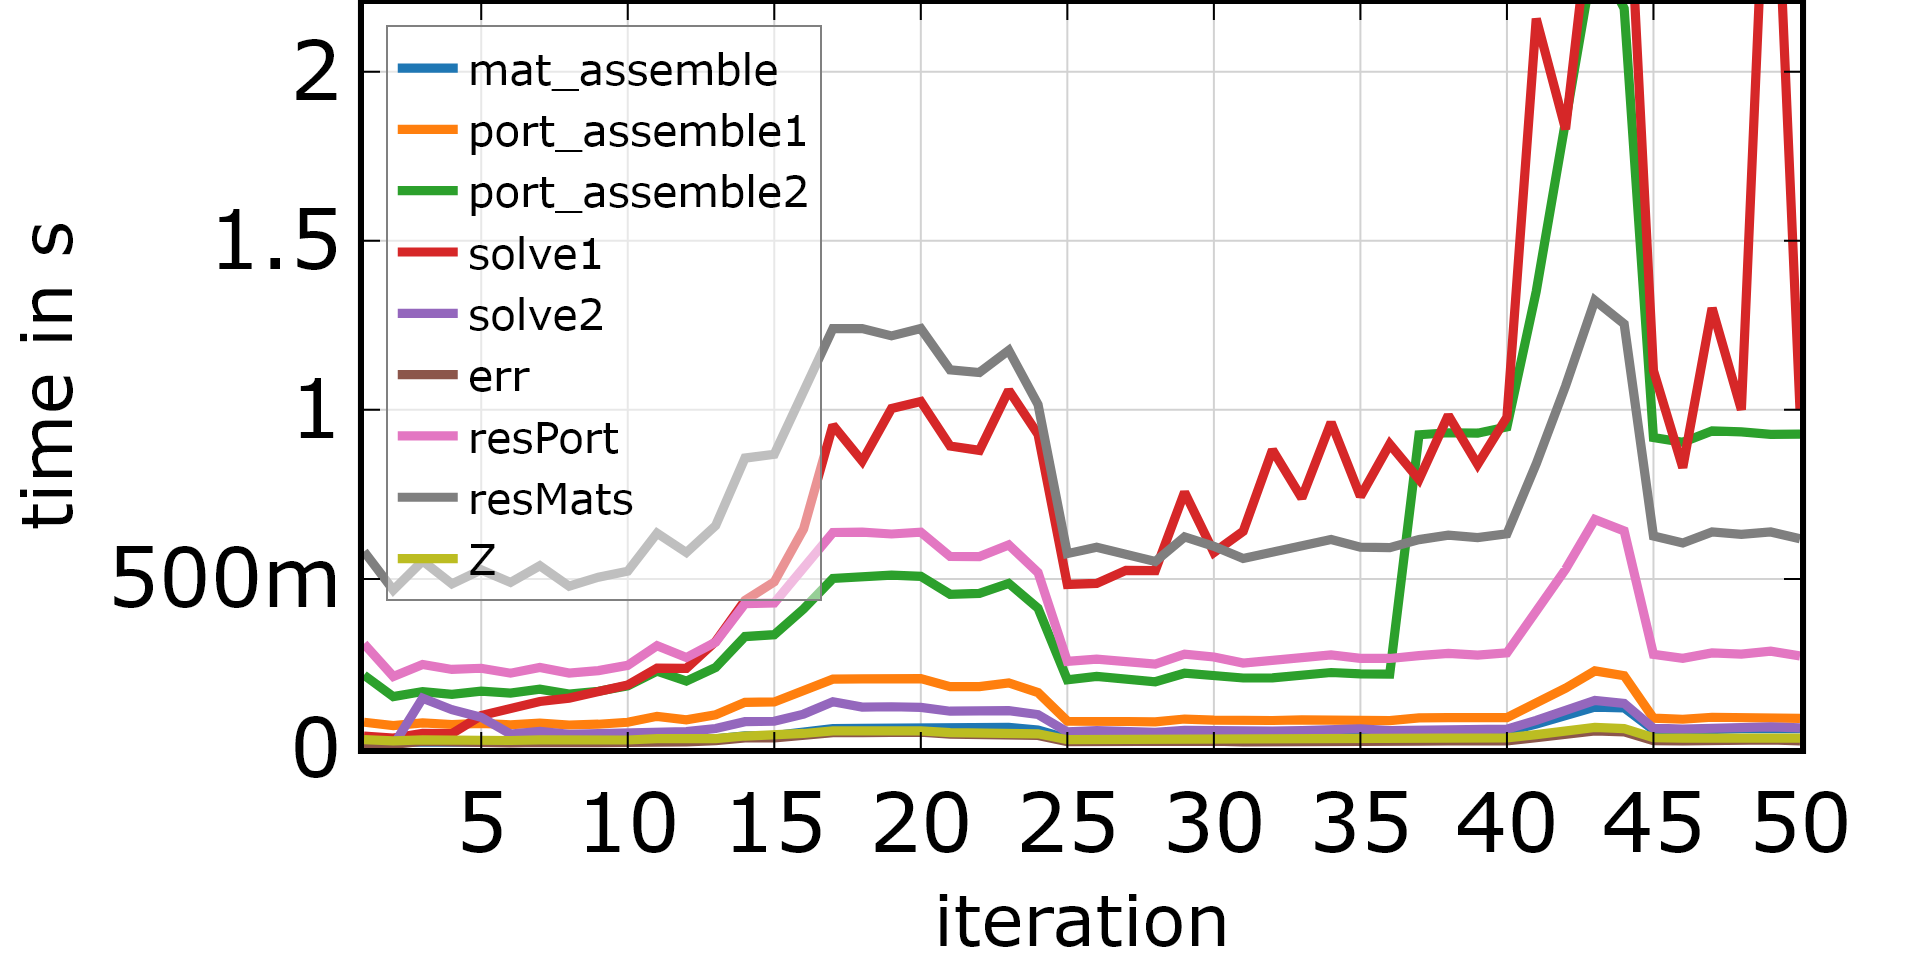 time in s
2
1.5
1
500m
0
mat_assemble
port_assemble1
port_assemble2
solve1
solve2
err
resPort
resMats
Z
5 10 15 20 25 30 35 40 45 50
iteration